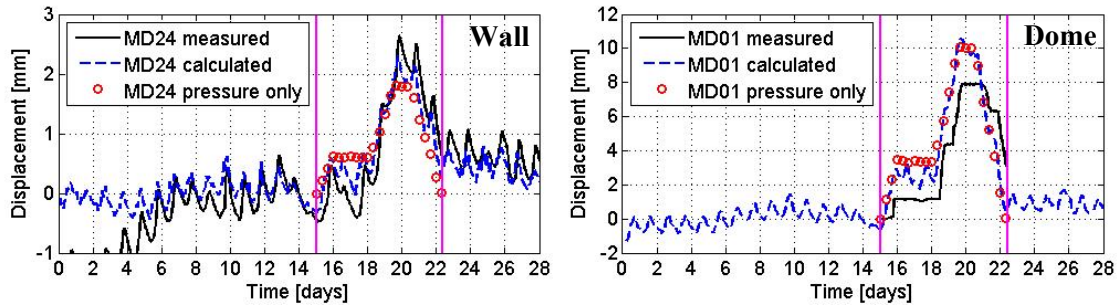 Wall
MD24 measured
MD24 calculated
MD24 pressure only
Displacement [mm]
3
2
1
0
-1
0 2 4 6 8 10 12 14 16 18 20 22 24 26 28
Time [days]
Dome
MD01 measured
MD01 calculated
MD01 pressure only
Displacement [mm]
12
10
8
6
4
2
0
-2
0 2 4 6 8 10 12 14 16 18 20 22 24 26 28
Time [days]